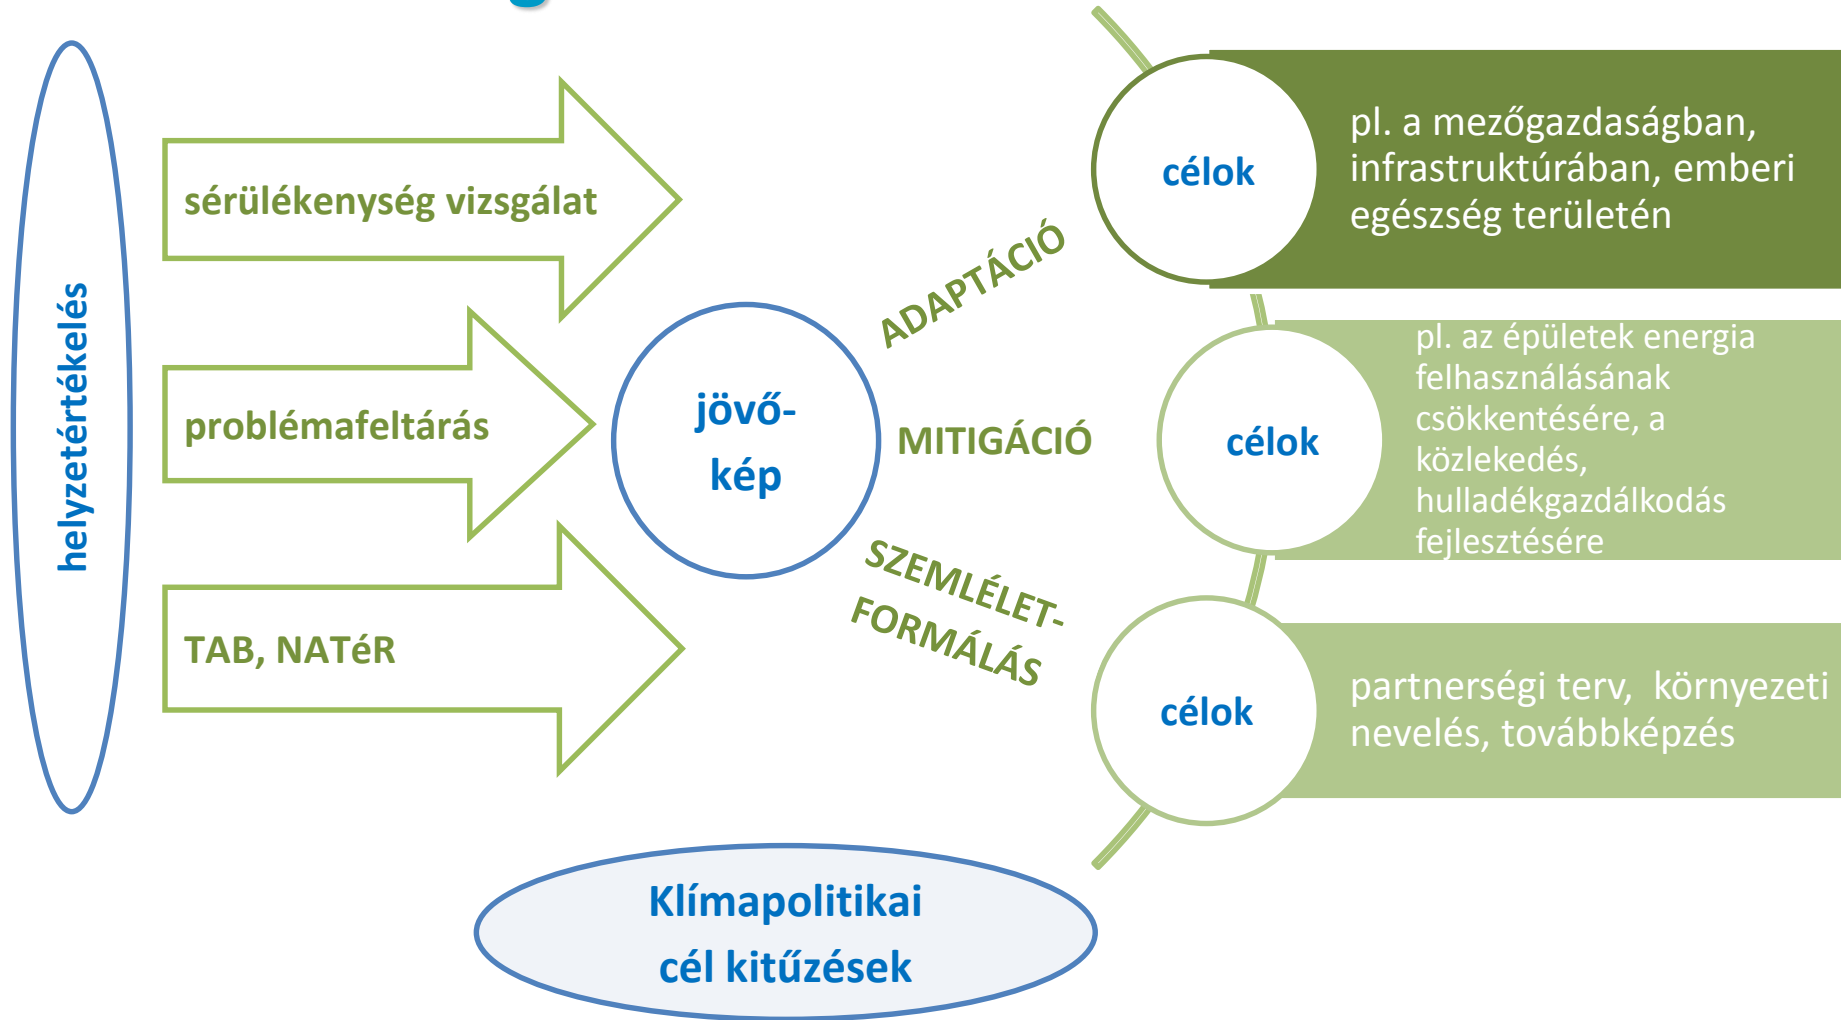 helyzetértékelés
sérülékenység vizsgálat
problémafeltárás
TAB, NATéR
jövő-
kép
ADAPTÁCIÓ
MITIGÁCIÓ
SZEMLÉLET-
FORMÁLÁS
célok
pl. a mezőgazdaságban,
infrastruktúrában, emberi
egészség területén
célok
pl. az épületek energia
felhasználásának
csökkentésére, a
közlekedés,
hulladékgazdálkodás
fejlesztésére
célok
partnerségi terv,  környezeti
nevelés, továbbképzés
Klímapolitikai
cél kitűzések